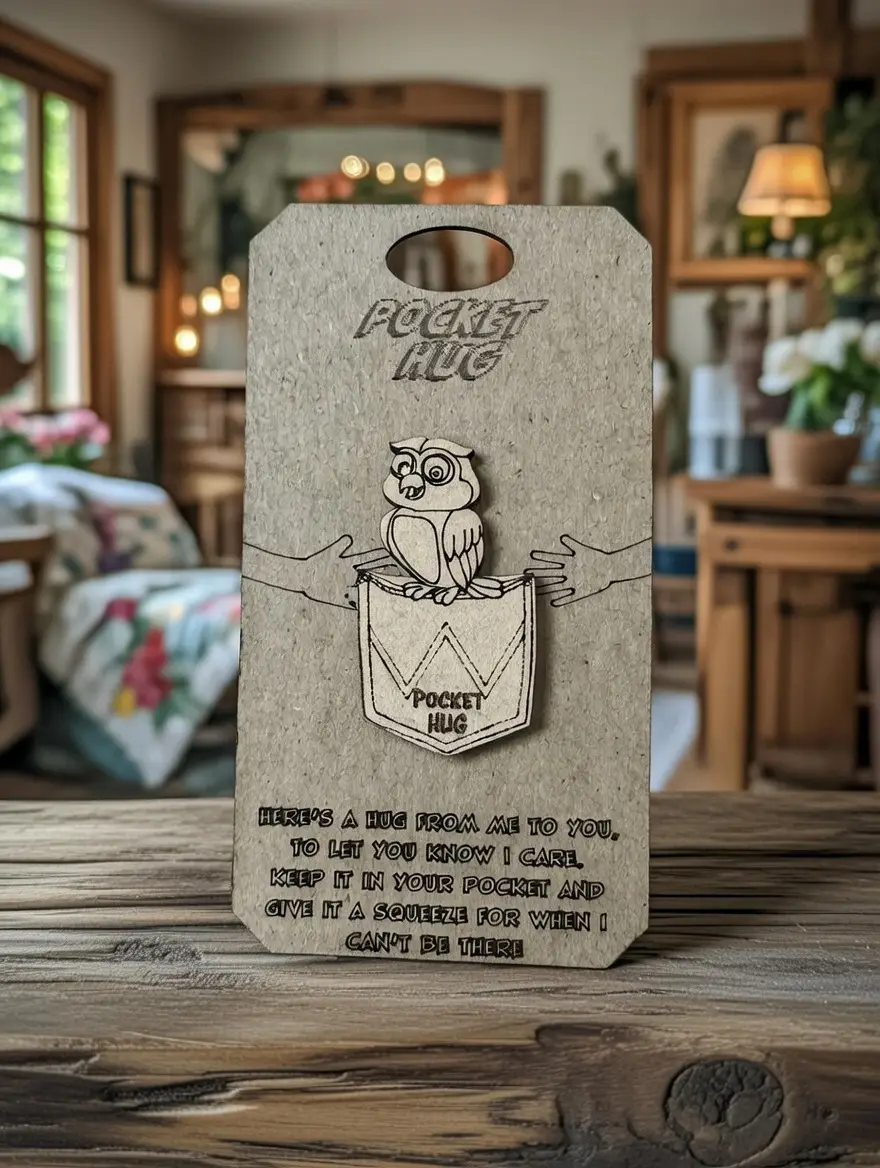 POCKET
HUG
POCKET
HUG
HERE'S A HUG FROM ME TO YOU,
TO LET YOU KNOW I CARE.
KEEP IT IN YOUR POCKET AND
GIVE IT A SQUEEZE FOR WHEN I
CAN'T BE THERE